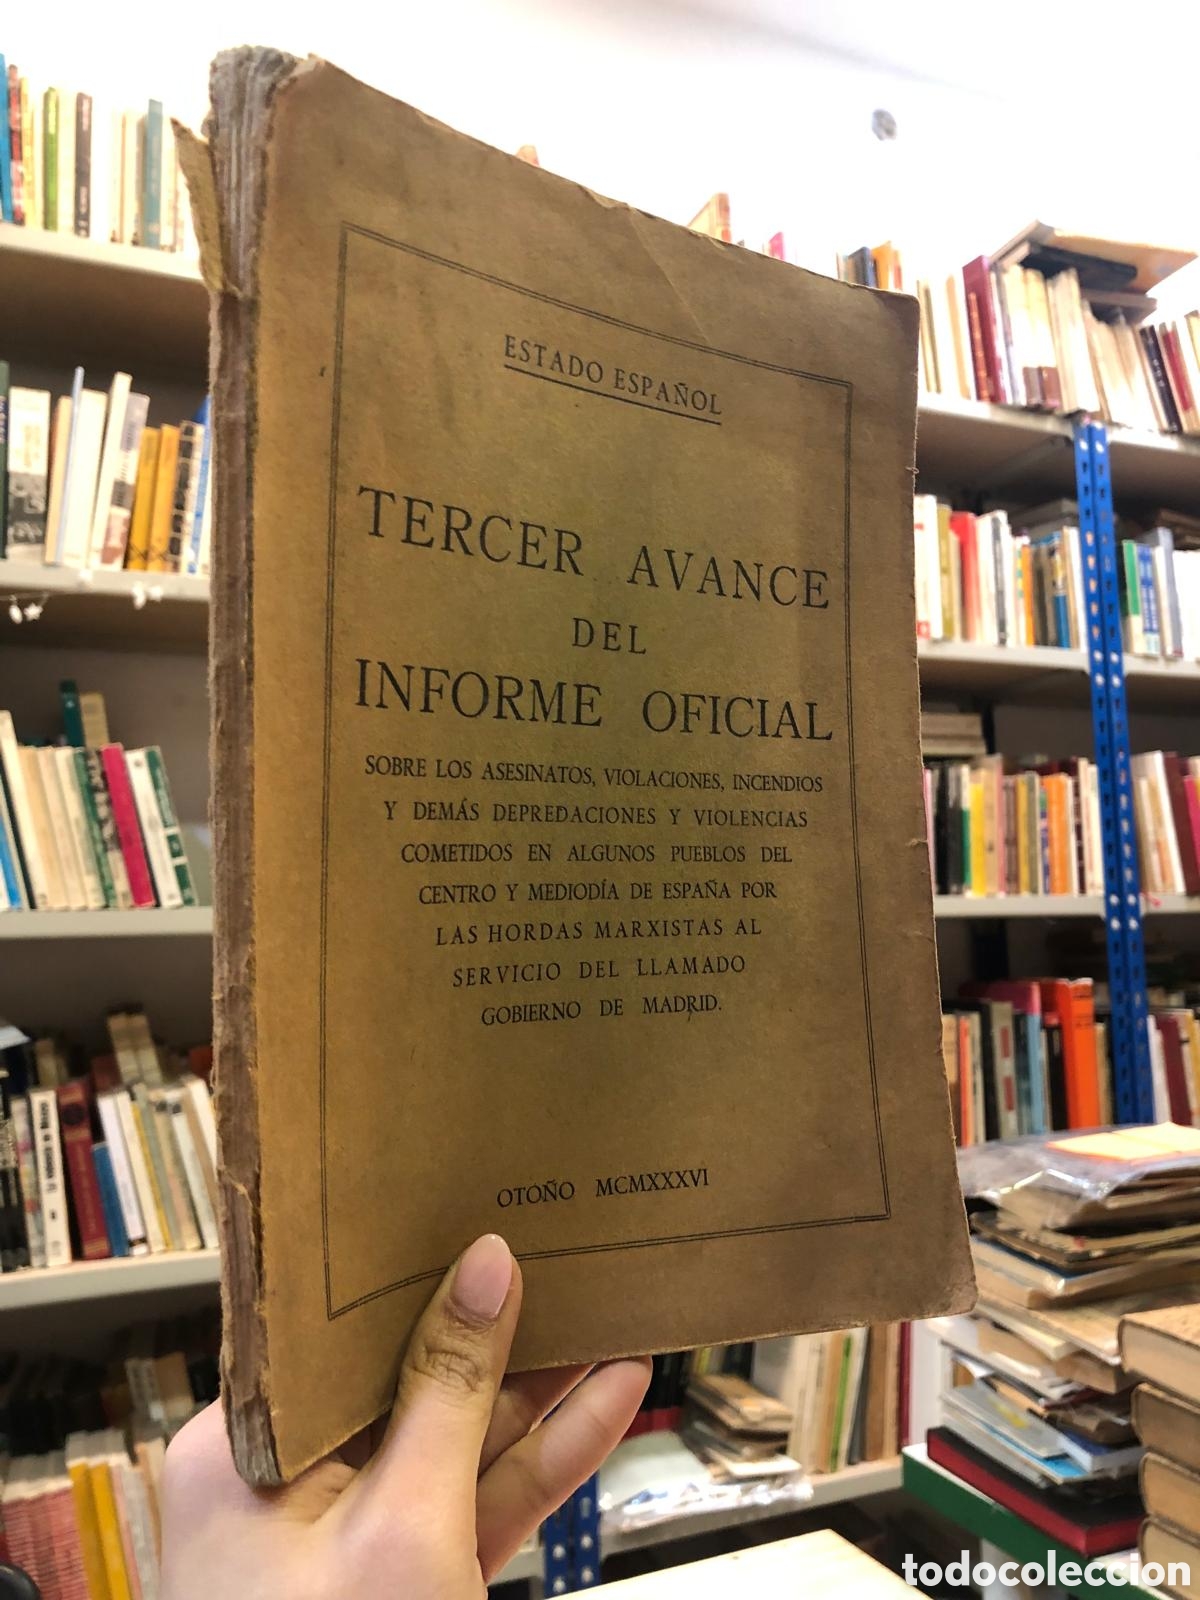 ESTADO ESPAÑOL
TERCER AVANCE
DEL
INFORME OFICIAL
SOBRE LOS ASESINATOS, VIOLACIONES, INCENDIOS
Y DEMÁS DEPREDACIONES Y VIOLENCIAS
COMETIDOS EN ALGUNOS PUEBLOS DEL
CENTRO Y MEDIODÍA DE ESPAÑA POR
LAS HORDAS MARXISTAS AL
SERVICIO DEL LLAMADO
GOBIERNO DE MADRID.
OTOÑO MCMXXXVI
todocoleccion